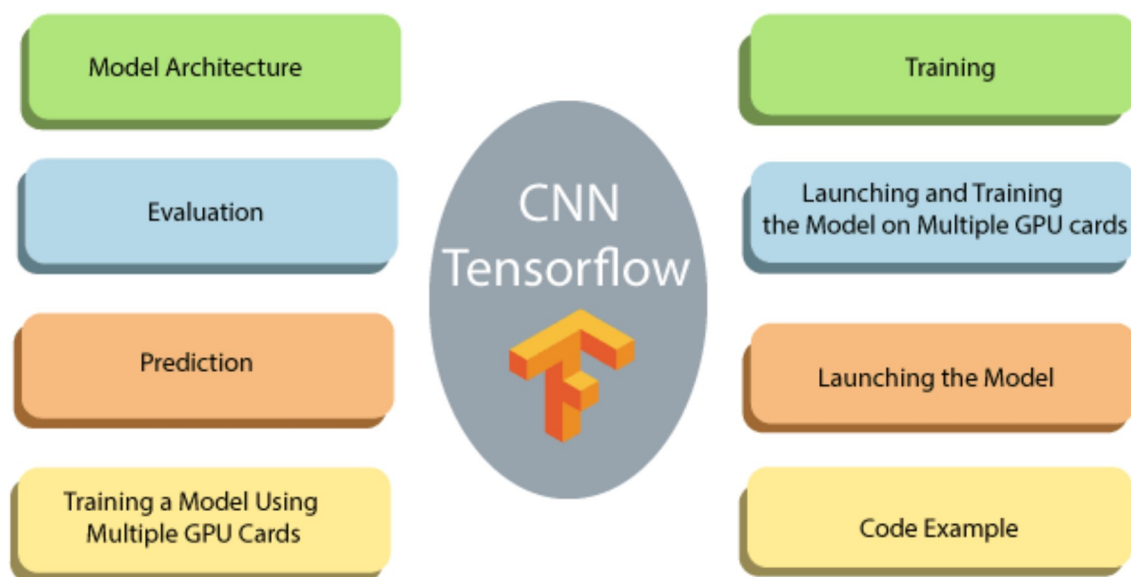 Model Architecture
Evaluation
Prediction
Training a Model Using
Multiple GPU Cards
CNN
Tensorflow
Training
Launching and Training
the Model on Multiple GPU cards
Launching the Model
Code Example